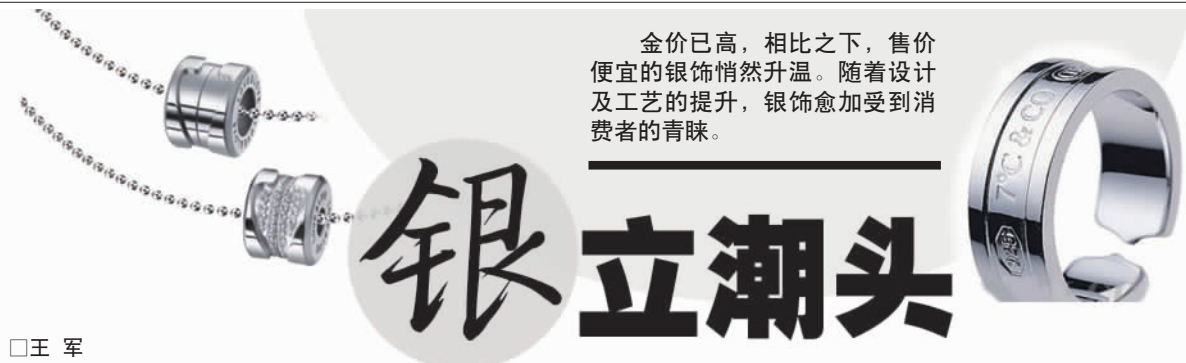 金价已高，相比之下，售价
便宜的银饰悄然升温。随着设计
及工艺的提升，银饰愈加受到消
费者的青睐。
银立潮头
7°C & CO
925
□王 军